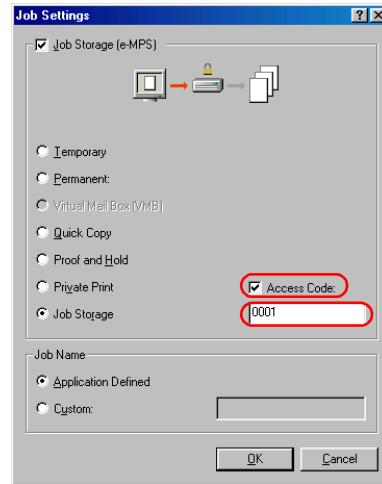 Job Settings
Job Storage (e-MPS)
Temporary
Permanent:
Virtual Mail Box (VMB)
Quick Copy
Proof and Hold
Private Print
Access Code:
Job Storage
0001
Job Name
Application Defined
Custom:
OK
Cancel